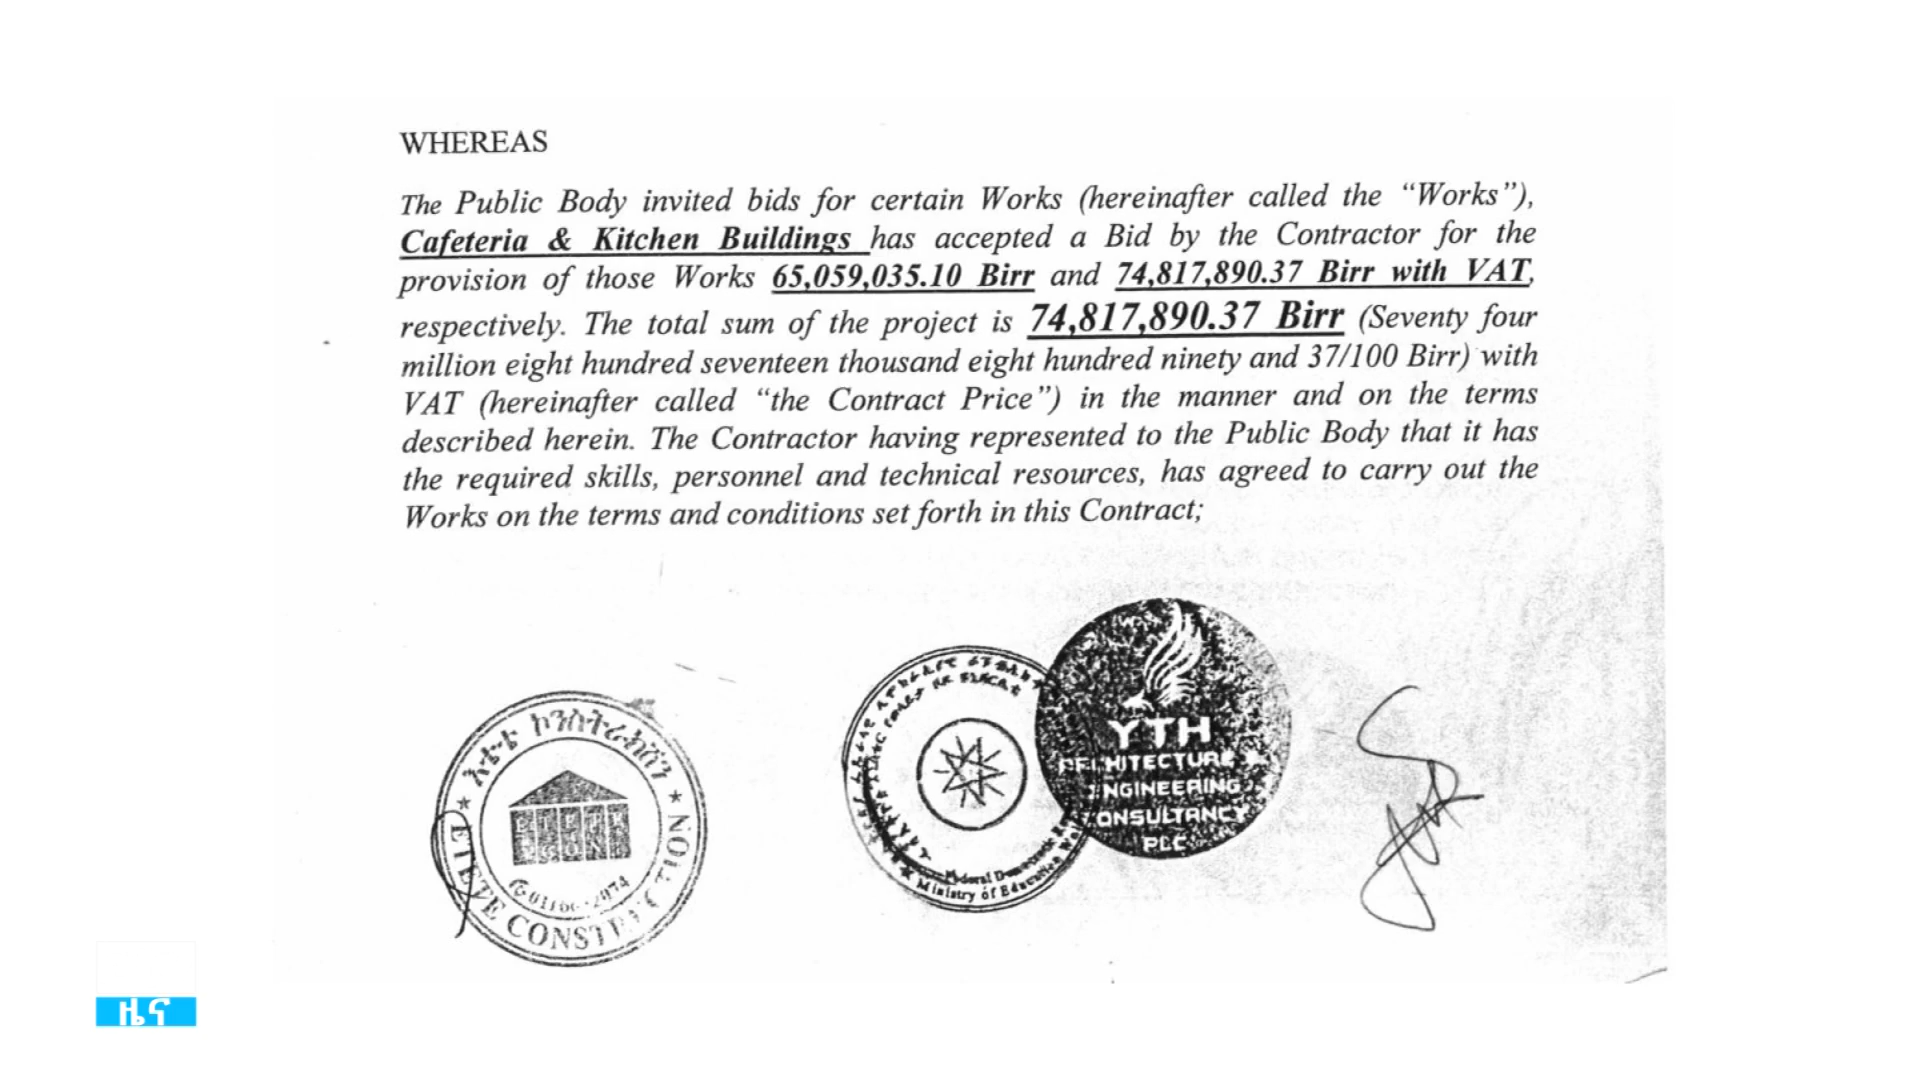 WHEREAS
The Public Body invited bids for certain Works (hereinafter called the “Works”),
Cafeteria & Kitchen Buildings has accepted a Bid by the Contractor for the
provision of those Works 65,059,035.10 Birr and 74,817,890.37 Birr with VAT,
respectively. The total sum of the project is 74,817,890.37 Birr (Seventy four
million eight hundred seventeen thousand eight hundred ninety and 37/100 Birr) with
VAT (hereinafter called “the Contract Price”) in the manner and on the terms
described herein. The Contractor having represented to the Public Body that it has
the required skills, personnel and technical resources, has agreed to carry out the
Works on the terms and conditions set forth in this Contract;
እቴቴ ኮንስትራክሽን
ETETE CONSTRUCTION
Ministry of Education
YTH
ARCHITECTURE
ENGINEERING
CONSULTANCY
PLC
ዜና